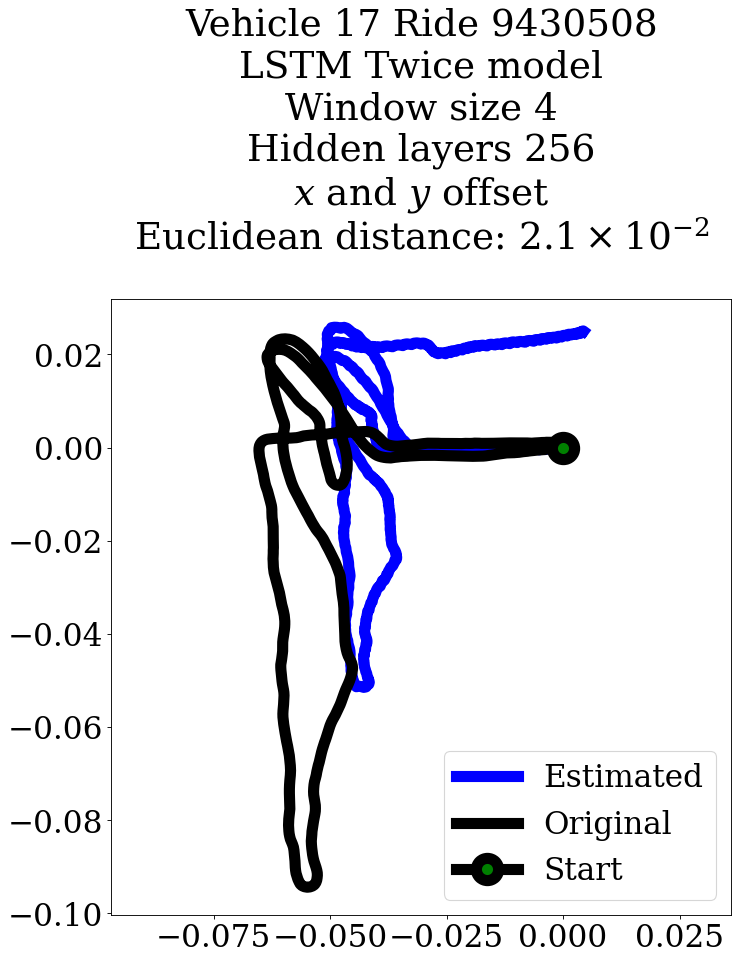 Vehicle 17 Ride 9430508
LSTM Twice model
Window size 4
Hidden layers 256
x and y offset
Euclidean distance: 2.1 × 10⁻²
0.02
0.00
−0.02
−0.04
−0.06
−0.08
−0.10
Estimated
Original
Start
−0.075 −0.050 −0.025 0.000 0.025